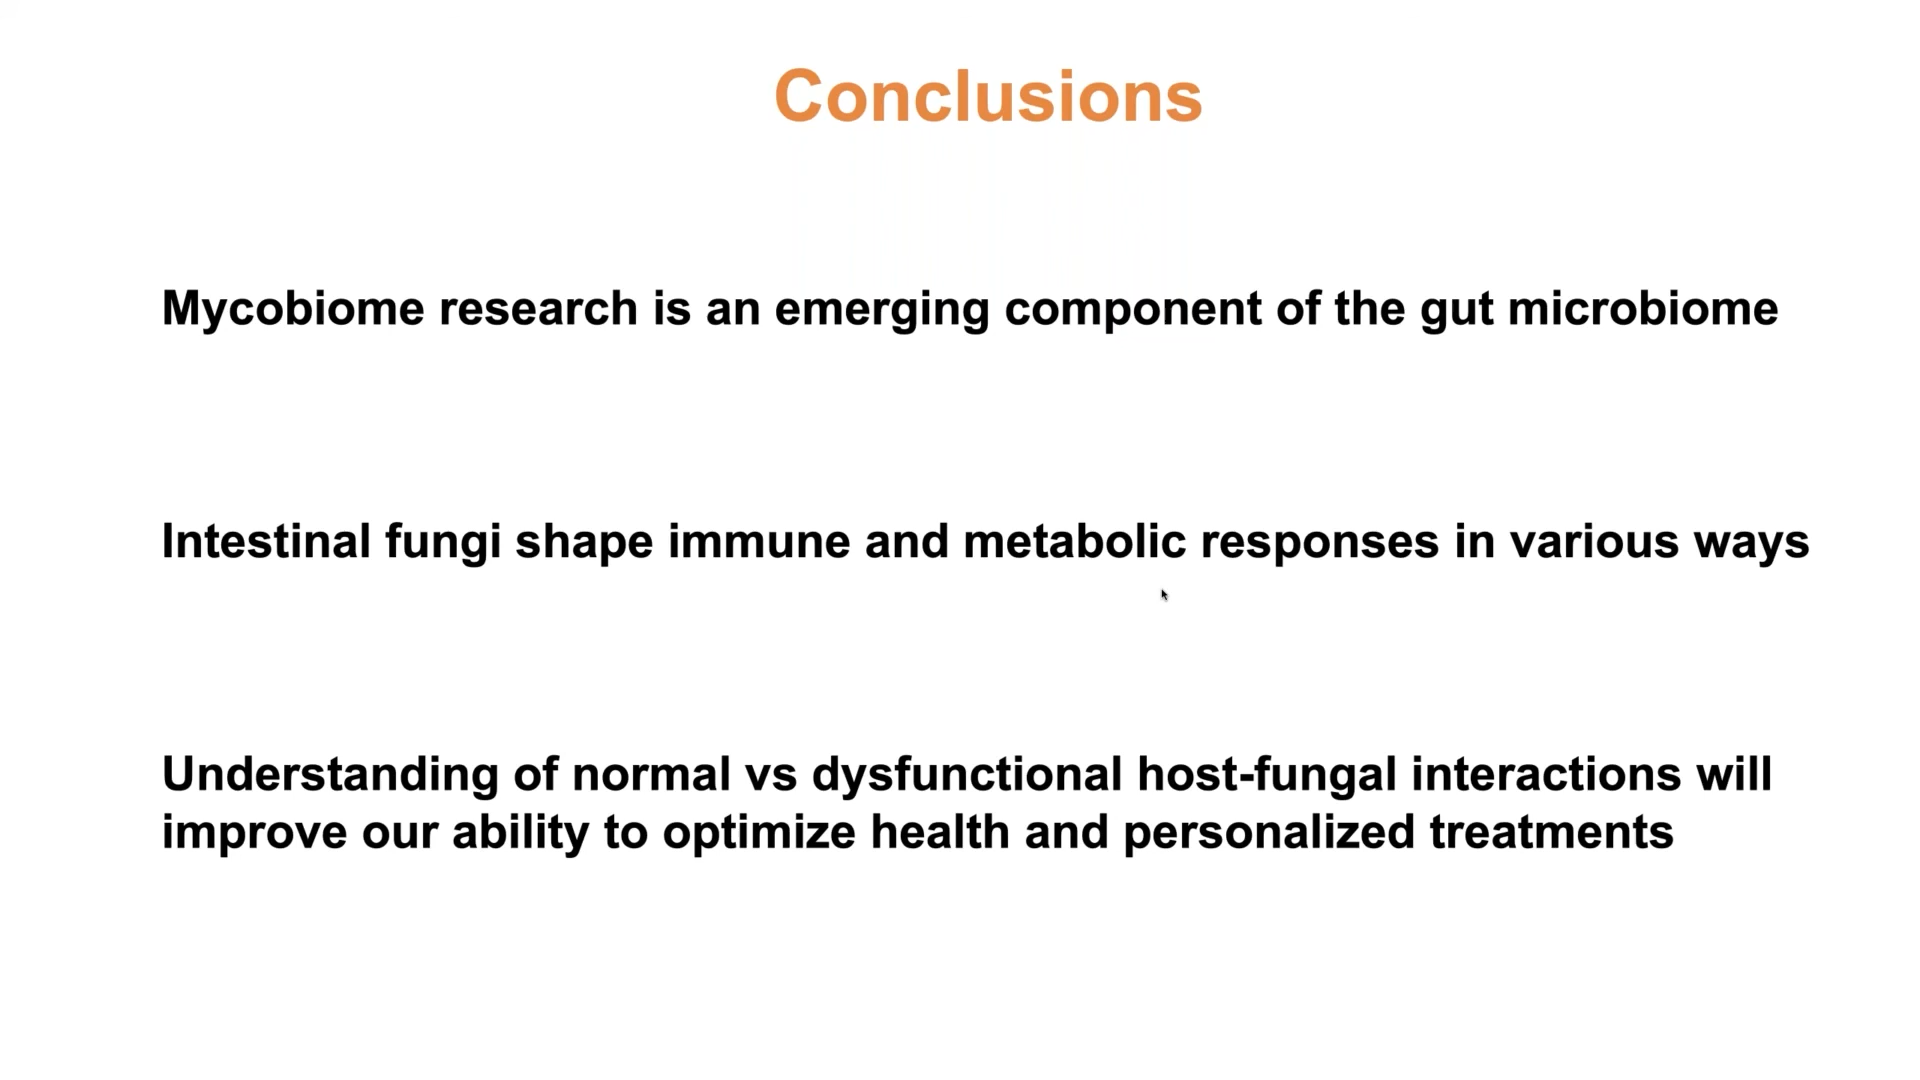 Conclusions
Mycobiome research is an emerging component of the gut microbiome
Intestinal fungi shape immune and metabolic responses in various ways
Understanding of normal vs dysfunctional host-fungal interactions will
improve our ability to optimize health and personalized treatments